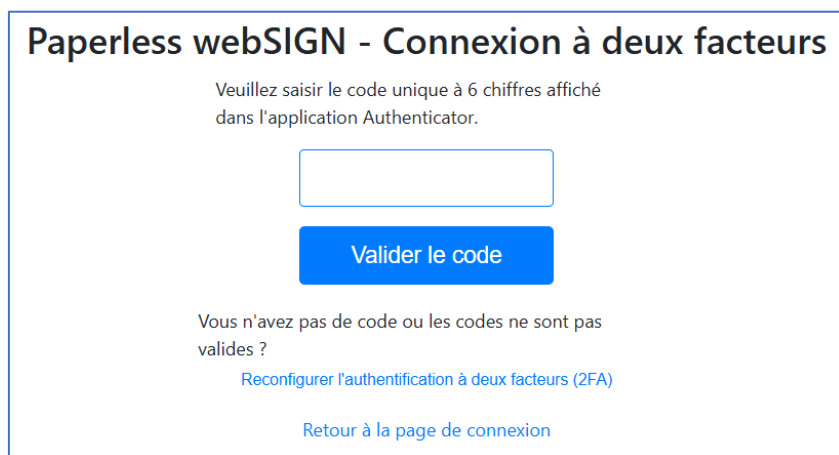 Paperless webSIGN - Connexion à deux facteurs
Veuillez saisir le code unique à 6 chiffres affiché
dans l'application Authenticator.
Valider le code
Vous n'avez pas de code ou les codes ne sont pas
valides ?
Reconfigurer l'authentification à deux facteurs (2FA)
Retour à la page de connexion